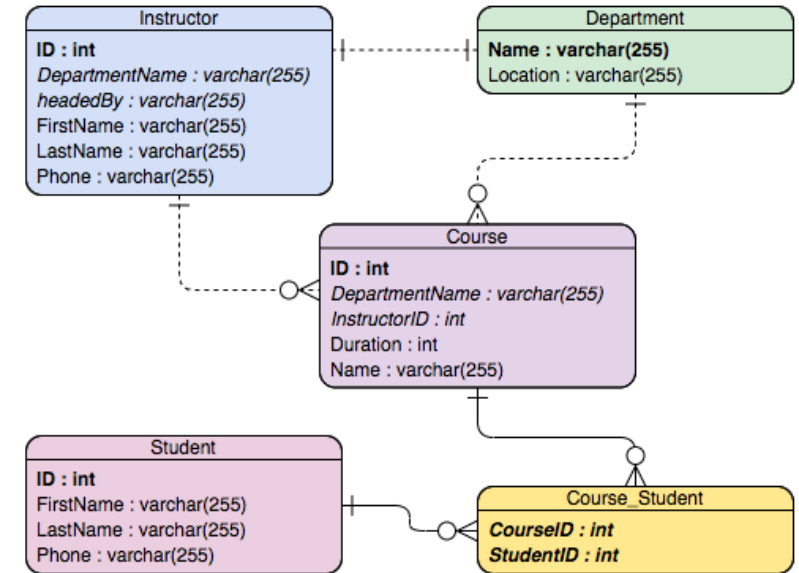 Instructor
ID : int
DepartmentName : varchar(255)
headedBy : varchar(255)
FirstName : varchar(255)
LastName : varchar(255)
Phone : varchar(255)
Department
Name : varchar(255)
Location : varchar(255)
Course
ID : int
DepartmentName : varchar(255)
InstructorID : int
Duration : int
Name : varchar(255)
Student
ID : int
FirstName : varchar(255)
LastName : varchar(255)
Phone : varchar(255)
Course_Student
CourseID : int
StudentID : int